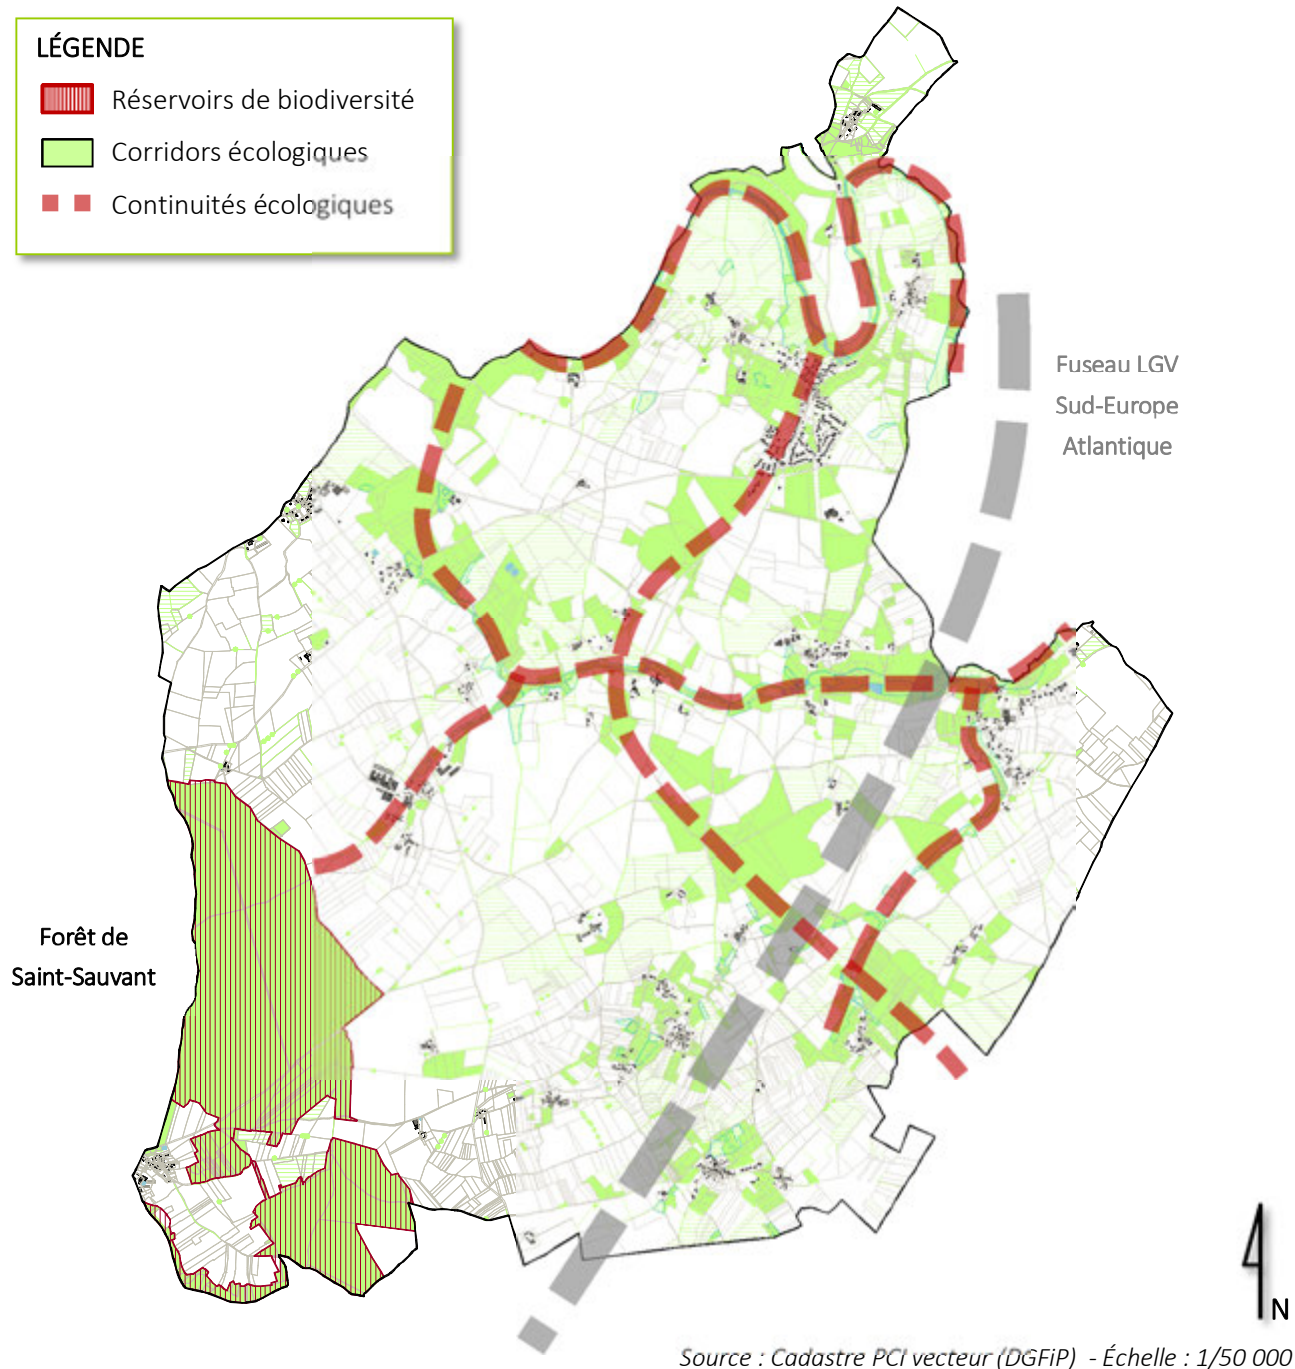 LÉGENDE
Réservoirs de biodiversité
Corridors écologiques
Continuités écologiques
Fuseau LGV
Sud-Europe
Atlantique
Forêt de
Saint-Sauvant
N
Source : Cadastre PCI vecteur (DGFiP) - Échelle : 1/50 000